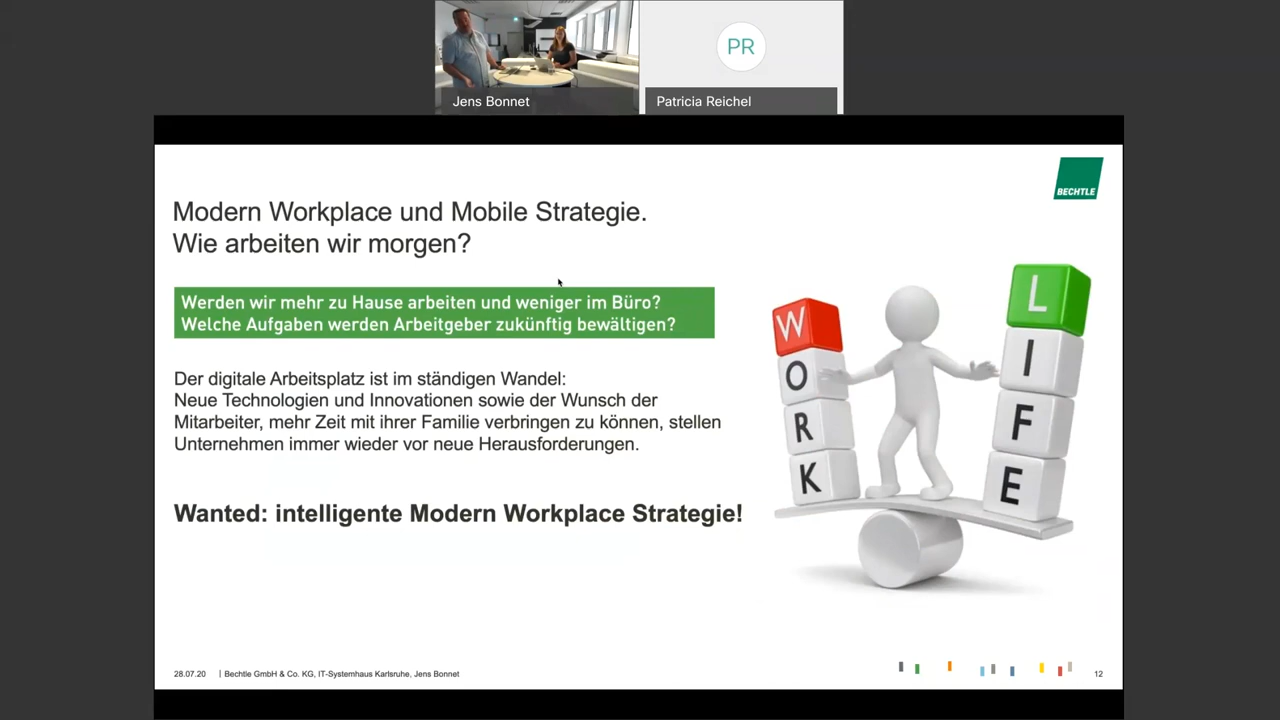 Jens Bonnet
PR
Patricia Reichel
BECHTLE
Modern Workplace und Mobile Strategie.
Wie arbeiten wir morgen?
Werden wir mehr zu Hause arbeiten und weniger im Büro?
Welche Aufgaben werden Arbeitgeber zukünftig bewältigen?
Der digitale Arbeitsplatz ist im ständigen Wandel:
Neue Technologien und Innovationen sowie der Wunsch der
Mitarbeiter, mehr Zeit mit ihrer Familie verbringen zu können, stellen
Unternehmen immer wieder vor neue Herausforderungen.
Wanted: intelligente Modern Workplace Strategie!
WORK
LIFE
28.07.20 | Bechtle GmbH & Co. KG, IT-Systemhaus Karlsruhe, Jens Bonnet
12